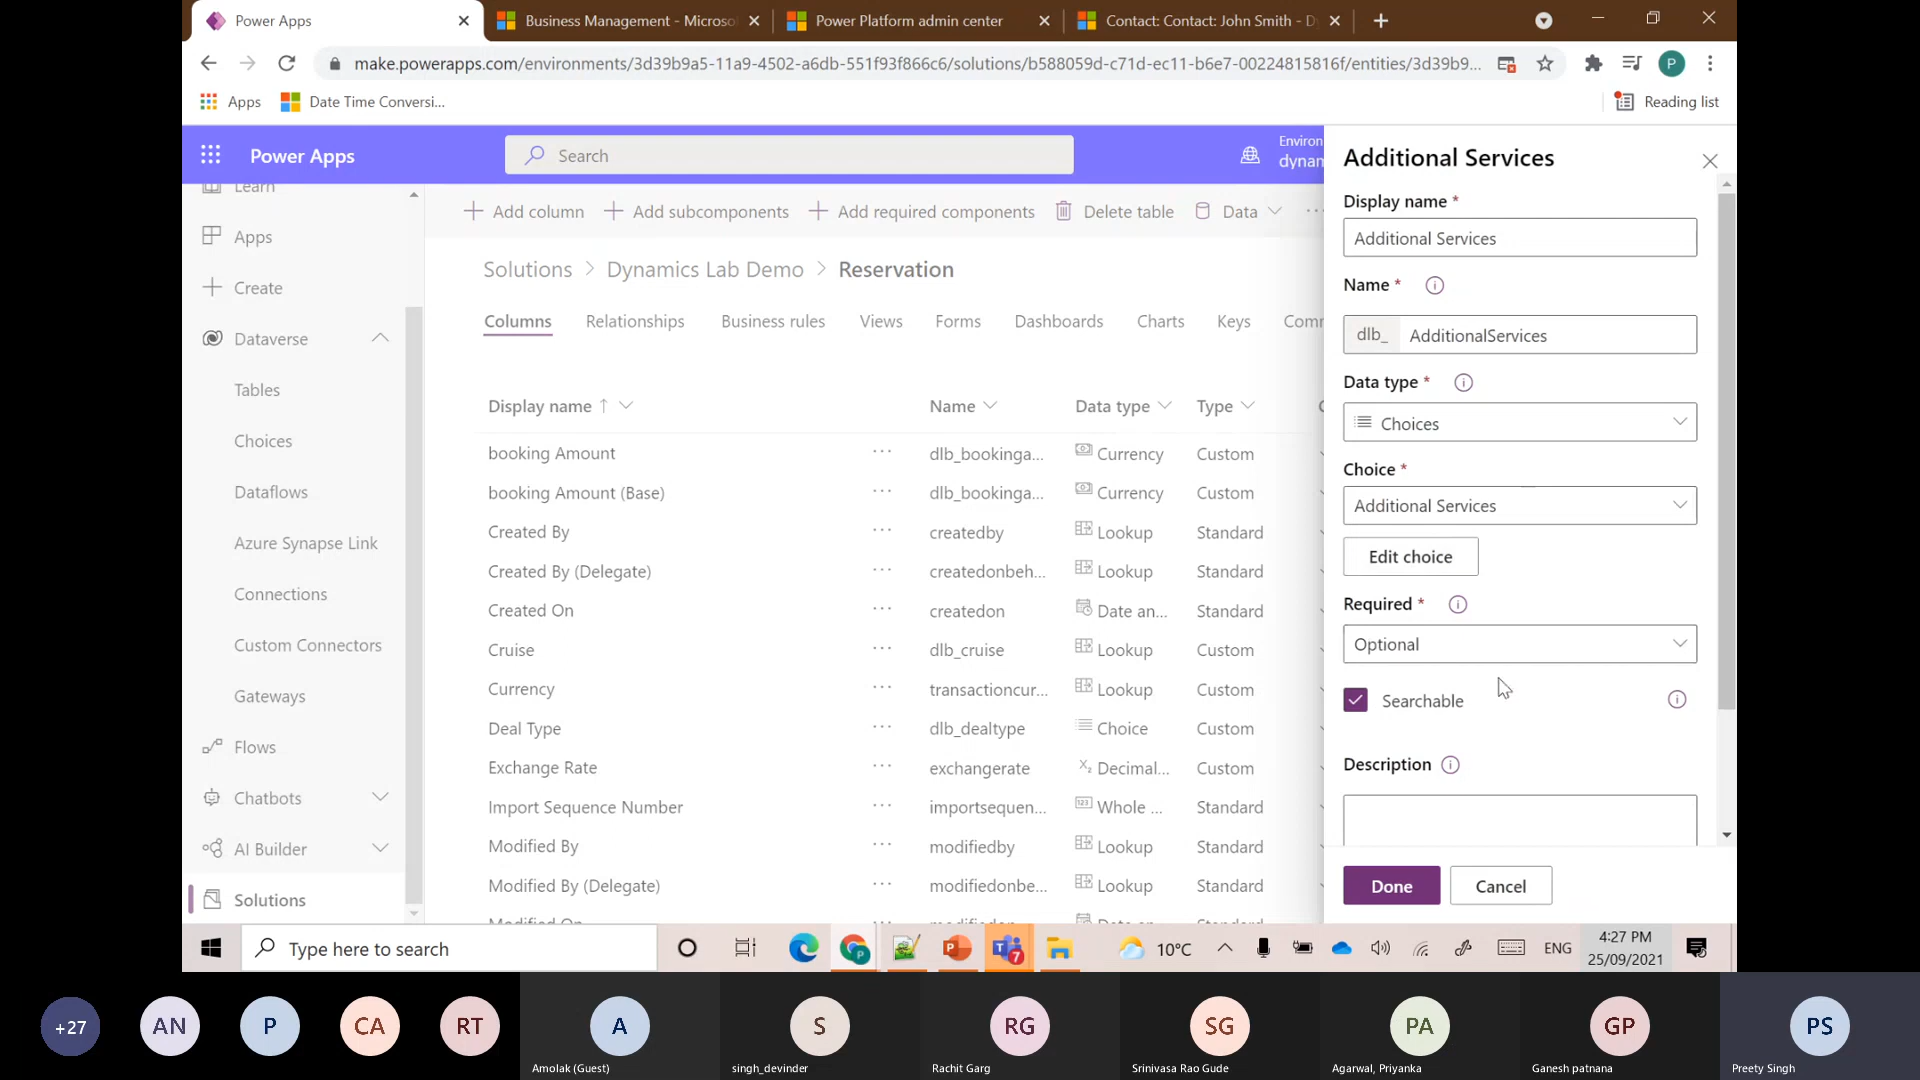 Power Apps
Business Management - Microso
Power Platform admin center
Contact: Contact: John Smith - D
make.powerapps.com/environments/3d39b9a5-11a9-4502-a6db-551f93f866c6/solutions/b588059d-c71d-ec11-b6e7-00224815816f/entities/3d39b9...
P
Apps
Date Time Conversi...
Reading list
Power Apps
Search
Environ
dynam
Learn
Apps
Create
Dataverse
Tables
Choices
Dataflows
Azure Synapse Link
Connections
Custom Connectors
Gateways
Flows
Chatbots
AI Builder
Solutions
Add column
Add subcomponents
Add required components
Delete table
Data
Solutions > Dynamics Lab Demo > Reservation
Columns
Relationships
Business rules
Views
Forms
Dashboards
Charts
Keys
Comm
Display name ↑ Name Data type Type
booking Amount ··· dlb_bookinga... Currency Custom
booking Amount (Base) ··· dlb_bookinga... Currency Custom
Created By ··· createdby Lookup Standard
Created By (Delegate) ··· createdonbeh... Lookup Standard
Created On ··· createdon Date an... Standard
Cruise ··· dlb_cruise Lookup Custom
Currency ··· transactioncur... Lookup Custom
Deal Type ··· dlb_dealtype Choice Custom
Exchange Rate ··· exchangerate Decimal... Custom
Import Sequence Number ··· importsequen... Whole ... Standard
Modified By ··· modifiedby Lookup Standard
Modified By (Delegate) ··· modifiedonbe... Lookup Standard
Additional Services
Display name *
Additional Services
Name *
dlb_ AdditionalServices
Data type *
Choices
Choice *
Additional Services
Edit choice
Required *
Optional
Searchable
Description
Done
Cancel
Type here to search
7
10°C
ENG
4:27 PM
25/09/2021
+27
AN
P
CA
RT
A
Amolak (Guest)
S
singh_devinder
RG
Rachit Garg
SG
Srinivasa Rao Gude
PA
Agarwal, Priyanka
GP
Ganesh patnana
PS
Preety Singh